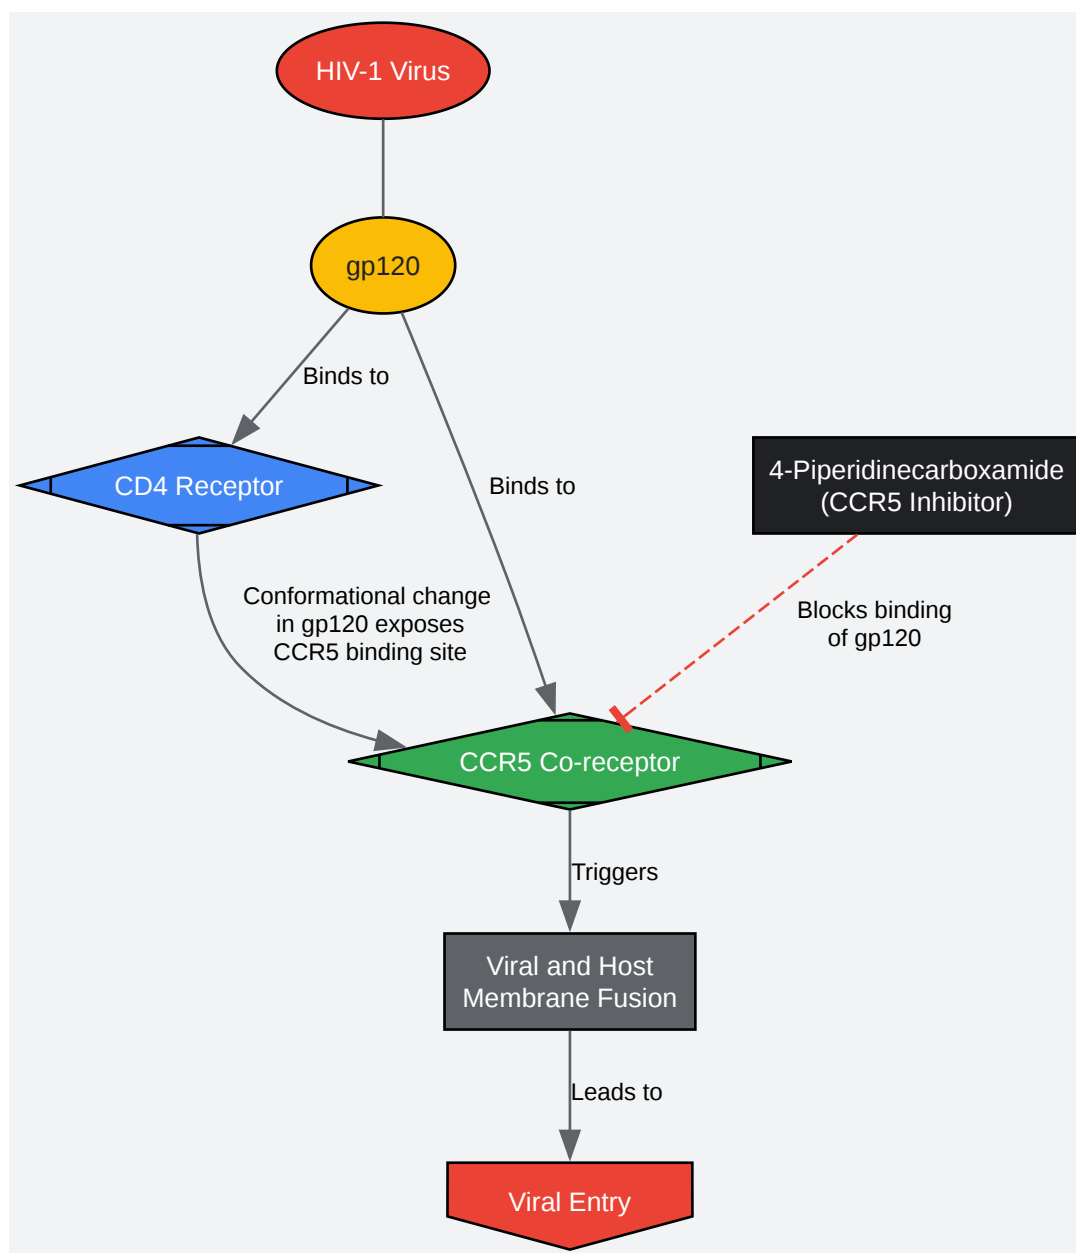 HIV-1 Virus
gp120
Binds to
CD4 Receptor
Binds to
4-Piperidinecarboxamide
(CCR5 Inhibitor)
Conformational change
in gp120 exposes
CCR5 binding site
Blocks binding
of gp120
CCR5 Co-receptor
Triggers
Viral and Host
Membrane Fusion
Leads to
Viral Entry